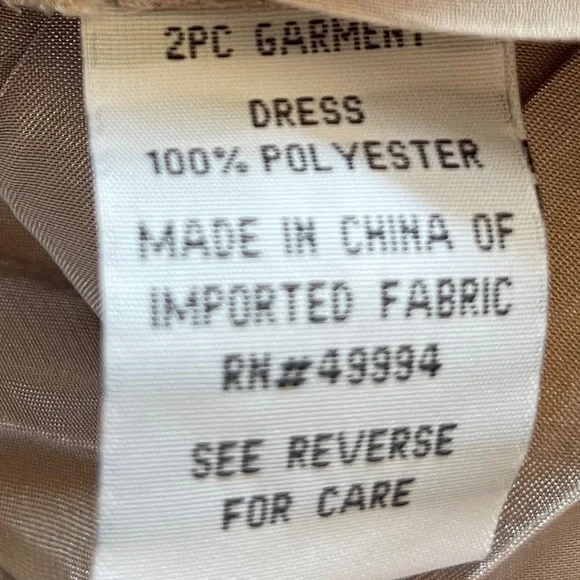 2PC GARMENT
DRESS
100% POLYESTER
MADE IN CHINA OF
IMPORTED FABRIC
RN#49994
SEE REVERSE
FOR CARE